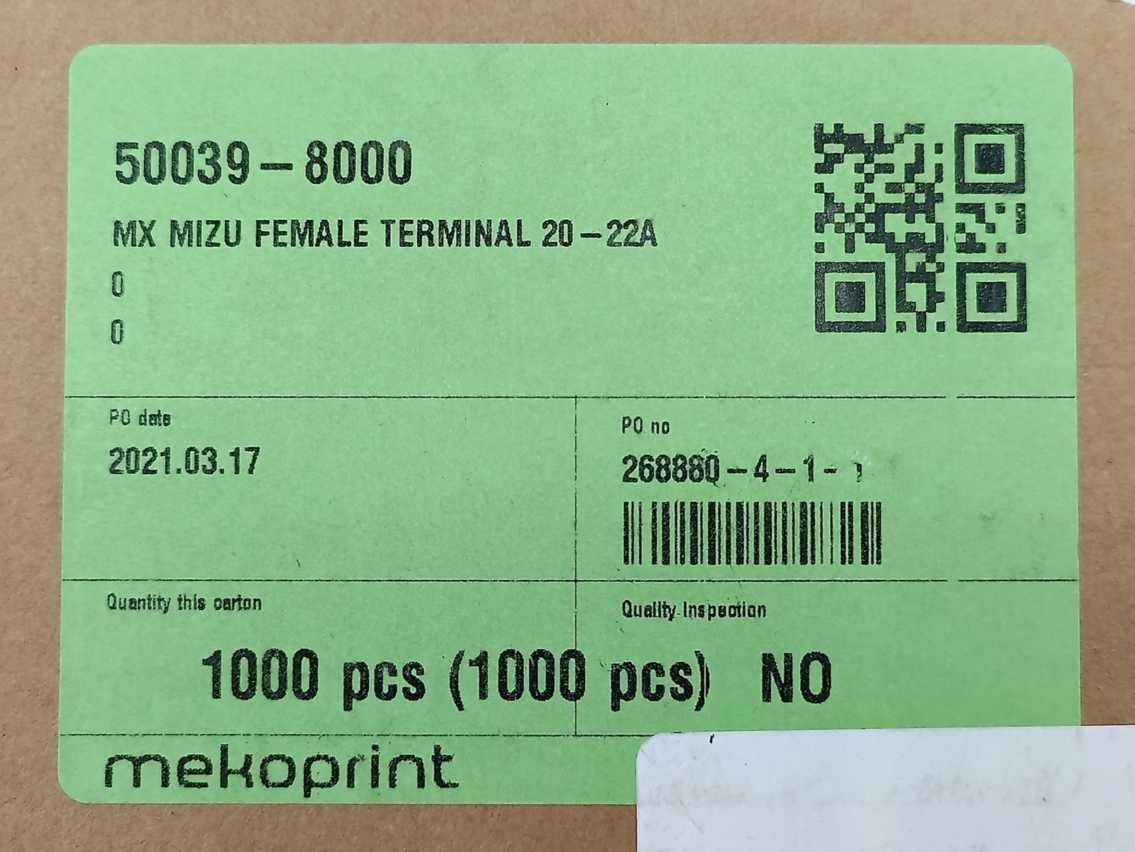 50039-8000
MX MIZU FEMALE TERMINAL 20-22A
0
0
PO date
2021.03.17
PO no
268880-4-1-1
Quantity this carton
1000 pcs (1000 pcs)
Quality Inspection
NO
mekoprint